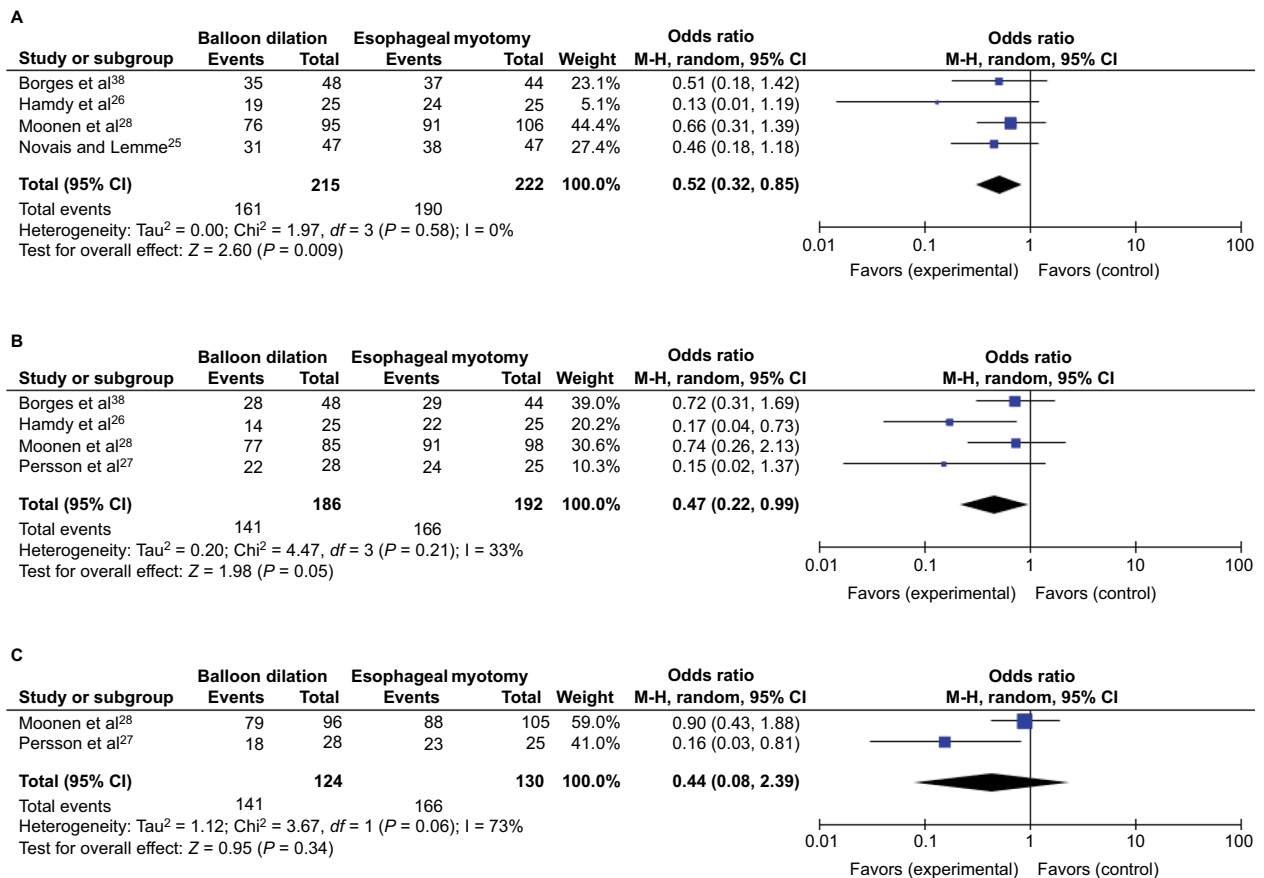 A
Balloon dilation Esophageal myotomy Odds ratio Odds ratio
Study or subgroup Events Total Events Total Weight M-H, random, 95% CI M-H, random, 95% CI
Borges et al38 35 48 37 44 23.1% 0.51 (0.18, 1.42)
Hamdy et al26 19 25 24 25 5.1% 0.13 (0.01, 1.19)
Moonen et al28 76 95 91 106 44.4% 0.66 (0.31, 1.39)
Novais and Lemme25 31 47 38 47 27.4% 0.46 (0.18, 1.18)
Total (95% CI) 215 222 100.0% 0.52 (0.32, 0.85)
Total events 161 190
Heterogeneity: Tau2 = 0.00; Chi2 = 1.97, df = 3 (P = 0.58); I = 0%
Test for overall effect: Z = 2.60 (P = 0.009)
0.01 0.1 1 10 100
Favors (experimental) Favors (control)
B
Balloon dilation Esophageal myotomy Odds ratio Odds ratio
Study or subgroup Events Total Events Total Weight M-H, random, 95% CI M-H, random, 95% CI
Borges et al38 28 48 29 44 39.0% 0.72 (0.31, 1.69)
Hamdy et al26 14 25 22 25 20.2% 0.17 (0.04, 0.73)
Moonen et al28 77 85 91 98 30.6% 0.74 (0.26, 2.13)
Persson et al27 22 28 24 25 10.3% 0.15 (0.02, 1.37)
Total (95% CI) 186 192 100.0% 0.47 (0.22, 0.99)
Total events 141 166
Heterogeneity: Tau2 = 0.20; Chi2 = 4.47, df = 3 (P = 0.21); I = 33%
Test for overall effect: Z = 1.98 (P = 0.05)
0.01 0.1 1 10 100
Favors (experimental) Favors (control)
C
Balloon dilation Esophageal myotomy Odds ratio Odds ratio
Study or subgroup Events Total Events Total Weight M-H, random, 95% CI M-H, random, 95% CI
Moonen et al28 79 96 88 105 59.0% 0.90 (0.43, 1.88)
Persson et al27 18 28 23 25 41.0% 0.16 (0.03, 0.81)
Total (95% CI) 124 130 100.0% 0.44 (0.08, 2.39)
Total events 141 166
Heterogeneity: Tau2 = 1.12; Chi2 = 3.67, df = 1 (P = 0.06); I = 73%
Test for overall effect: Z = 0.95 (P = 0.34)
0.01 0.1 1 10 100
Favors (experimental) Favors (control)